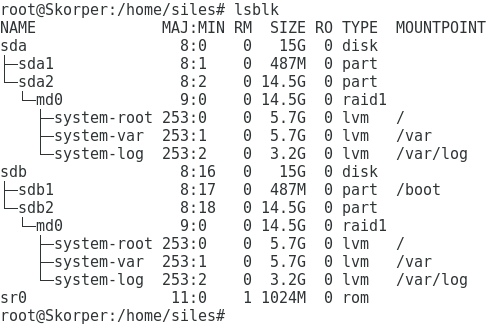 root@Skorper:/home/siles# lsblk
NAME                MAJ:MIN RM  SIZE RO TYPE  MOUNTPOINT
sda                   8:0    0   15G  0 disk
├─sda1                8:1    0  487M  0 part
└─sda2                8:2    0 14.5G  0 part
  └─md0               9:0    0 14.5G  0 raid1
    ├─system-root   253:0    0  5.7G  0 lvm   /
    ├─system-var    253:1    0  5.7G  0 lvm   /var
    └─system-log    253:2    0  3.2G  0 lvm   /var/log
sdb                   8:16   0   15G  0 disk
├─sdb1                8:17   0  487M  0 part  /boot
└─sdb2                8:18   0 14.5G  0 part
  └─md0               9:0    0 14.5G  0 raid1
    ├─system-root   253:0    0  5.7G  0 lvm   /
    ├─system-var    253:1    0  5.7G  0 lvm   /var
    └─system-log    253:2    0  3.2G  0 lvm   /var/log
sr0                  11:0    1 1024M  0 rom
root@Skorper:/home/siles#